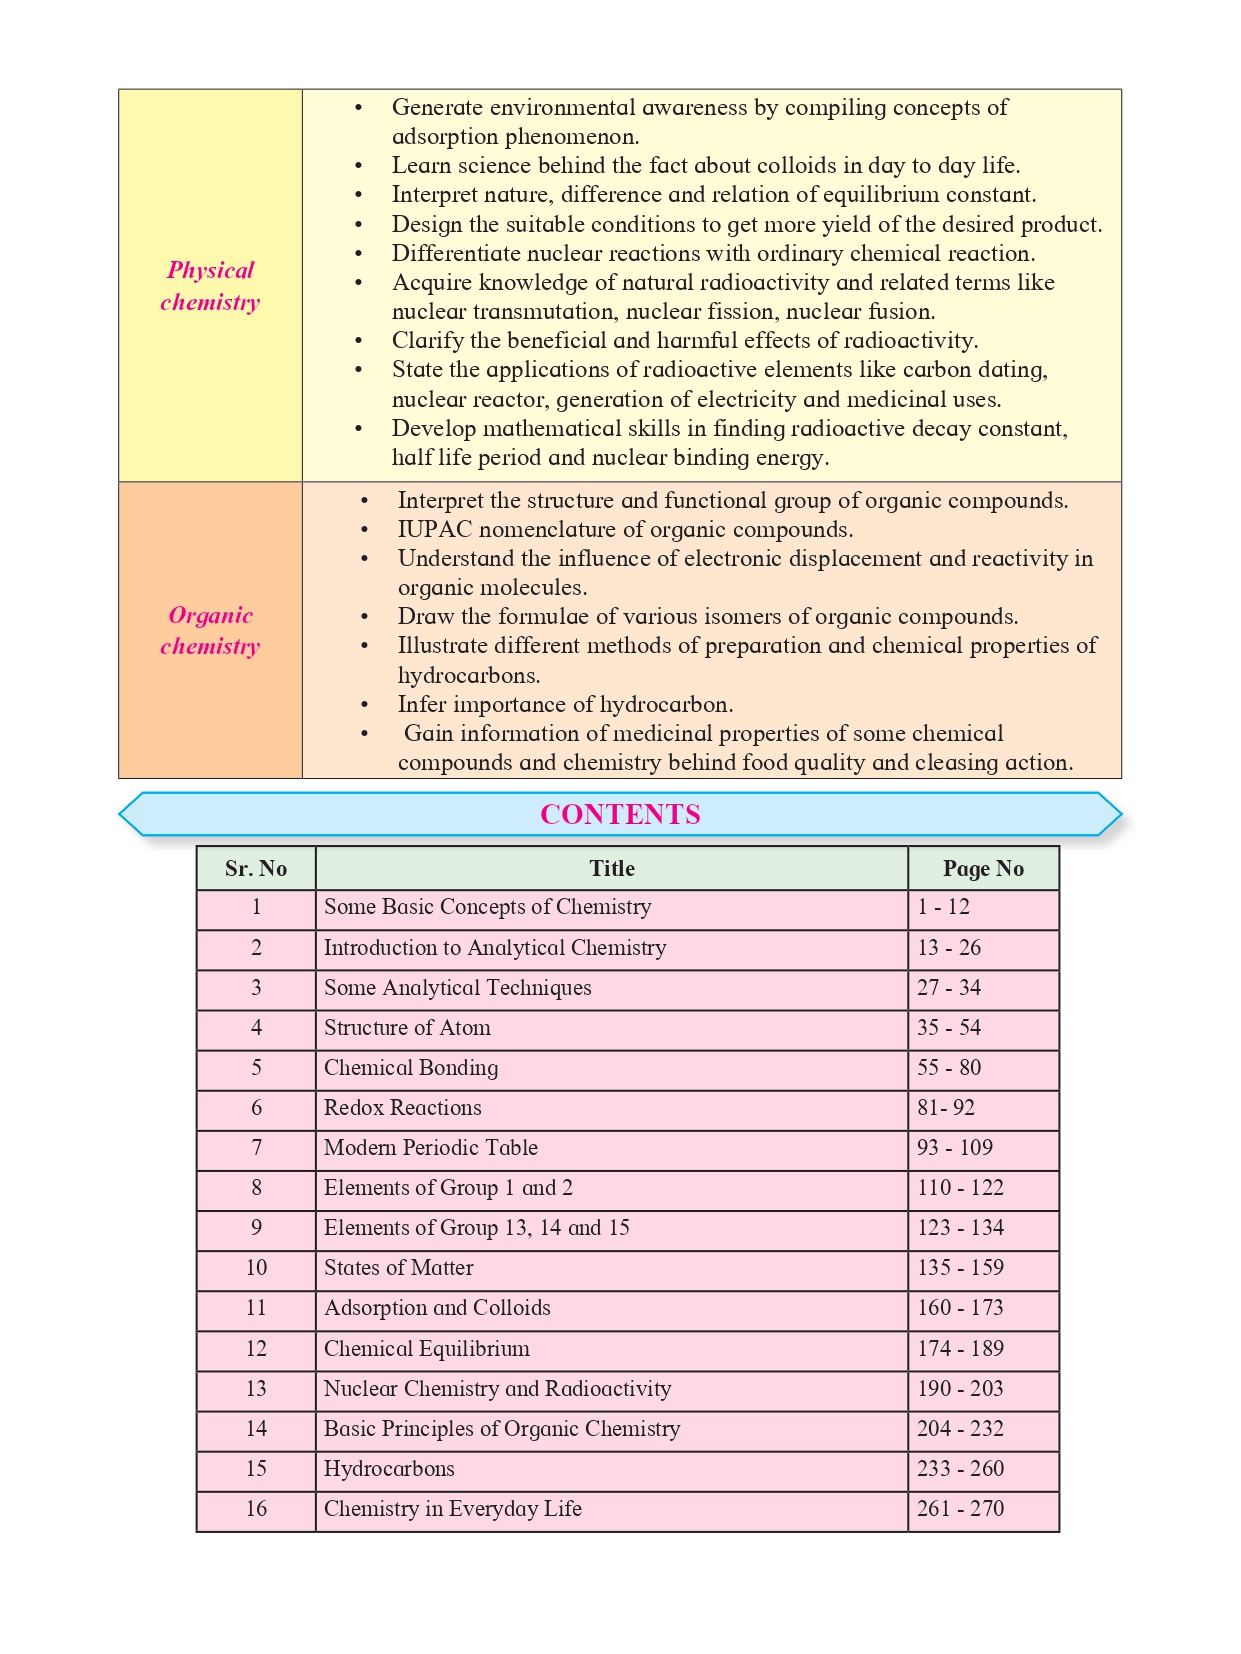 Physical
chemistry
• Generate environmental awareness by compiling concepts of
adsorption phenomenon.
• Learn science behind the fact about colloids in day to day life.
• Interpret nature, difference and relation of equilibrium constant.
• Design the suitable conditions to get more yield of the desired product.
• Differentiate nuclear reactions with ordinary chemical reaction.
• Acquire knowledge of natural radioactivity and related terms like
nuclear transmutation, nuclear fission, nuclear fusion.
• Clarify the beneficial and harmful effects of radioactivity.
• State the applications of radioactive elements like carbon dating,
nuclear reactor, generation of electricity and medicinal uses.
• Develop mathematical skills in finding radioactive decay constant,
half life period and nuclear binding energy.
Organic
chemistry
• Interpret the structure and functional group of organic compounds.
• IUPAC nomenclature of organic compounds.
• Understand the influence of electronic displacement and reactivity in
organic molecules.
• Draw the formulae of various isomers of organic compounds.
• Illustrate different methods of preparation and chemical properties of
hydrocarbons.
• Infer importance of hydrocarbon.
• Gain information of medicinal properties of some chemical
compounds and chemistry behind food quality and cleasing action.
CONTENTS
Sr. No Title Page No
1 Some Basic Concepts of Chemistry 1 - 12
2 Introduction to Analytical Chemistry 13 - 26
3 Some Analytical Techniques 27 - 34
4 Structure of Atom 35 - 54
5 Chemical Bonding 55 - 80
6 Redox Reactions 81- 92
7 Modern Periodic Table 93 - 109
8 Elements of Group 1 and 2 110 - 122
9 Elements of Group 13, 14 and 15 123 - 134
10 States of Matter 135 - 159
11 Adsorption and Colloids 160 - 173
12 Chemical Equilibrium 174 - 189
13 Nuclear Chemistry and Radioactivity 190 - 203
14 Basic Principles of Organic Chemistry 204 - 232
15 Hydrocarbons 233 - 260
16 Chemistry in Everyday Life 261 - 270